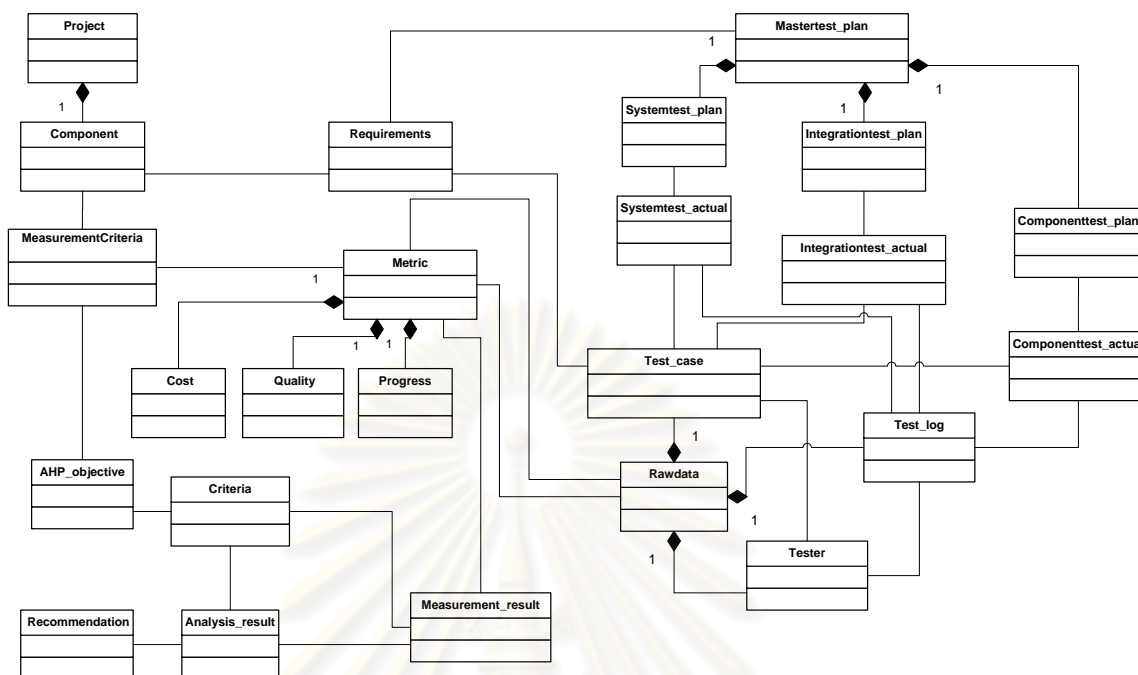 Project
Mastertest_plan
1
1
1
1
Systemtest_plan
Component
Requirements
Integrationtest_plan
Systemtest_actual
Componenttest_plan
MeasurementCriteria
Integrationtest_actual
Metric
1
1
1
Componenttest_actual
Test_case
Cost
Quality
Progress
Test_log
1
AHP_objective
Criteria
Rawdata
1
1
Tester
Measurement_result
Recommendation
Analysis_result